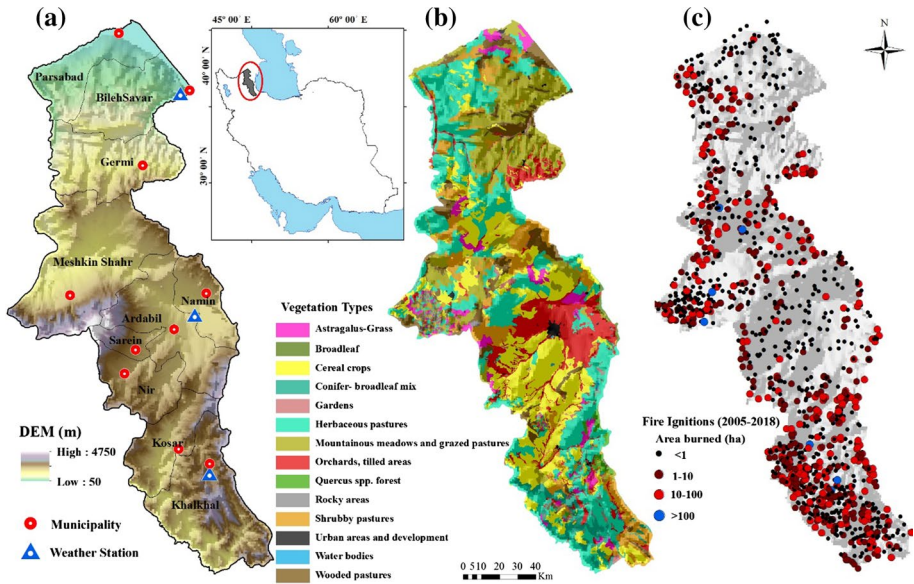 (a)
45° 00' E
60° 00' E
40° 00' N
30° 00' N
Parsabad
BilehSavar
Germi
Meshkin Shahr
Namin
Ardabil
Sarein
Nir
Kosar
Khalkhal
DEM (m)
High : 4750
Low : 50
Municipality
Weather Station
(b)
Vegetation Types
Astragalus-Grass
Broadleaf
Cereal crops
Conifer- broadleaf mix
Gardens
Herbaceous pastures
Mountainous meadows and grazed pastures
Orchards, tilled areas
Quercus spp. forest
Rocky areas
Shrubby pastures
Urban areas and development
Water bodies
Wooded pastures
0 5 10 20 30 40
Km
(c)
N
Fire Ignitions (2005-2018)
Area burned (ha)
<1
1-10
10-100
>100